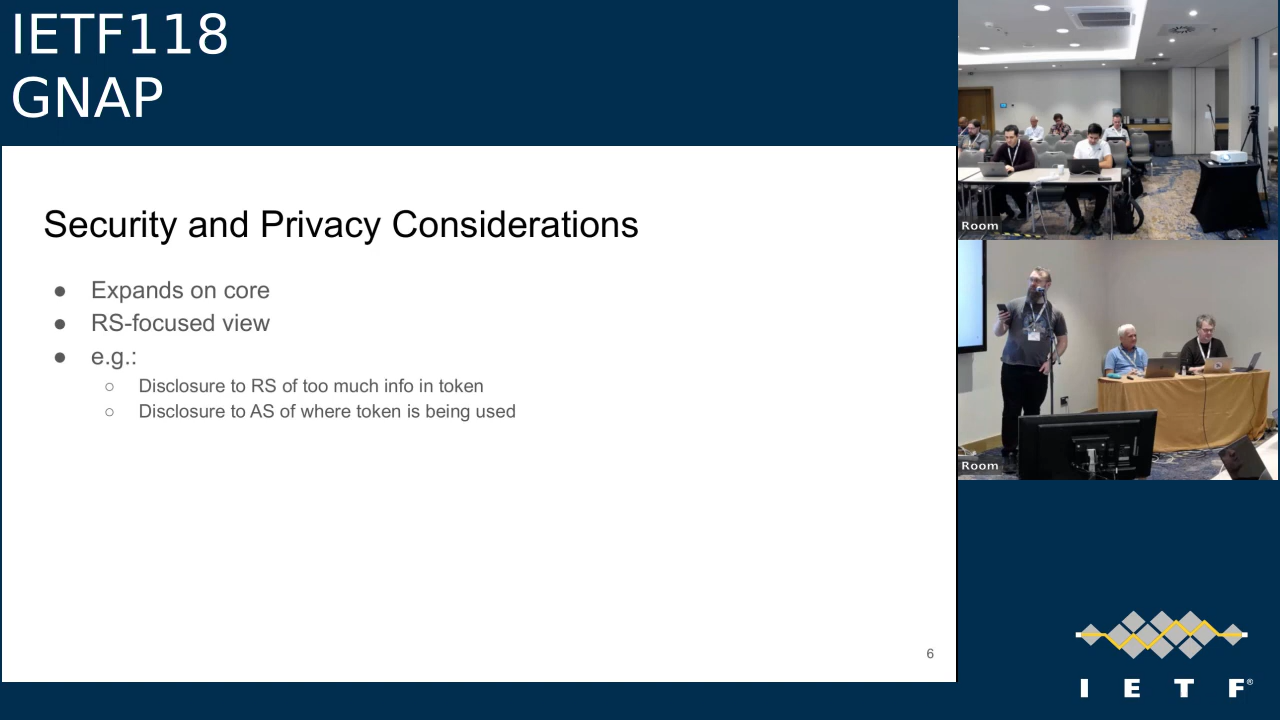 IETF118
GNAP
Security and Privacy Considerations
● Expands on core
● RS-focused view
● e.g.:
○ Disclosure to RS of too much info in token
○ Disclosure to AS of where token is being used
6
Room
Room
I E T F®